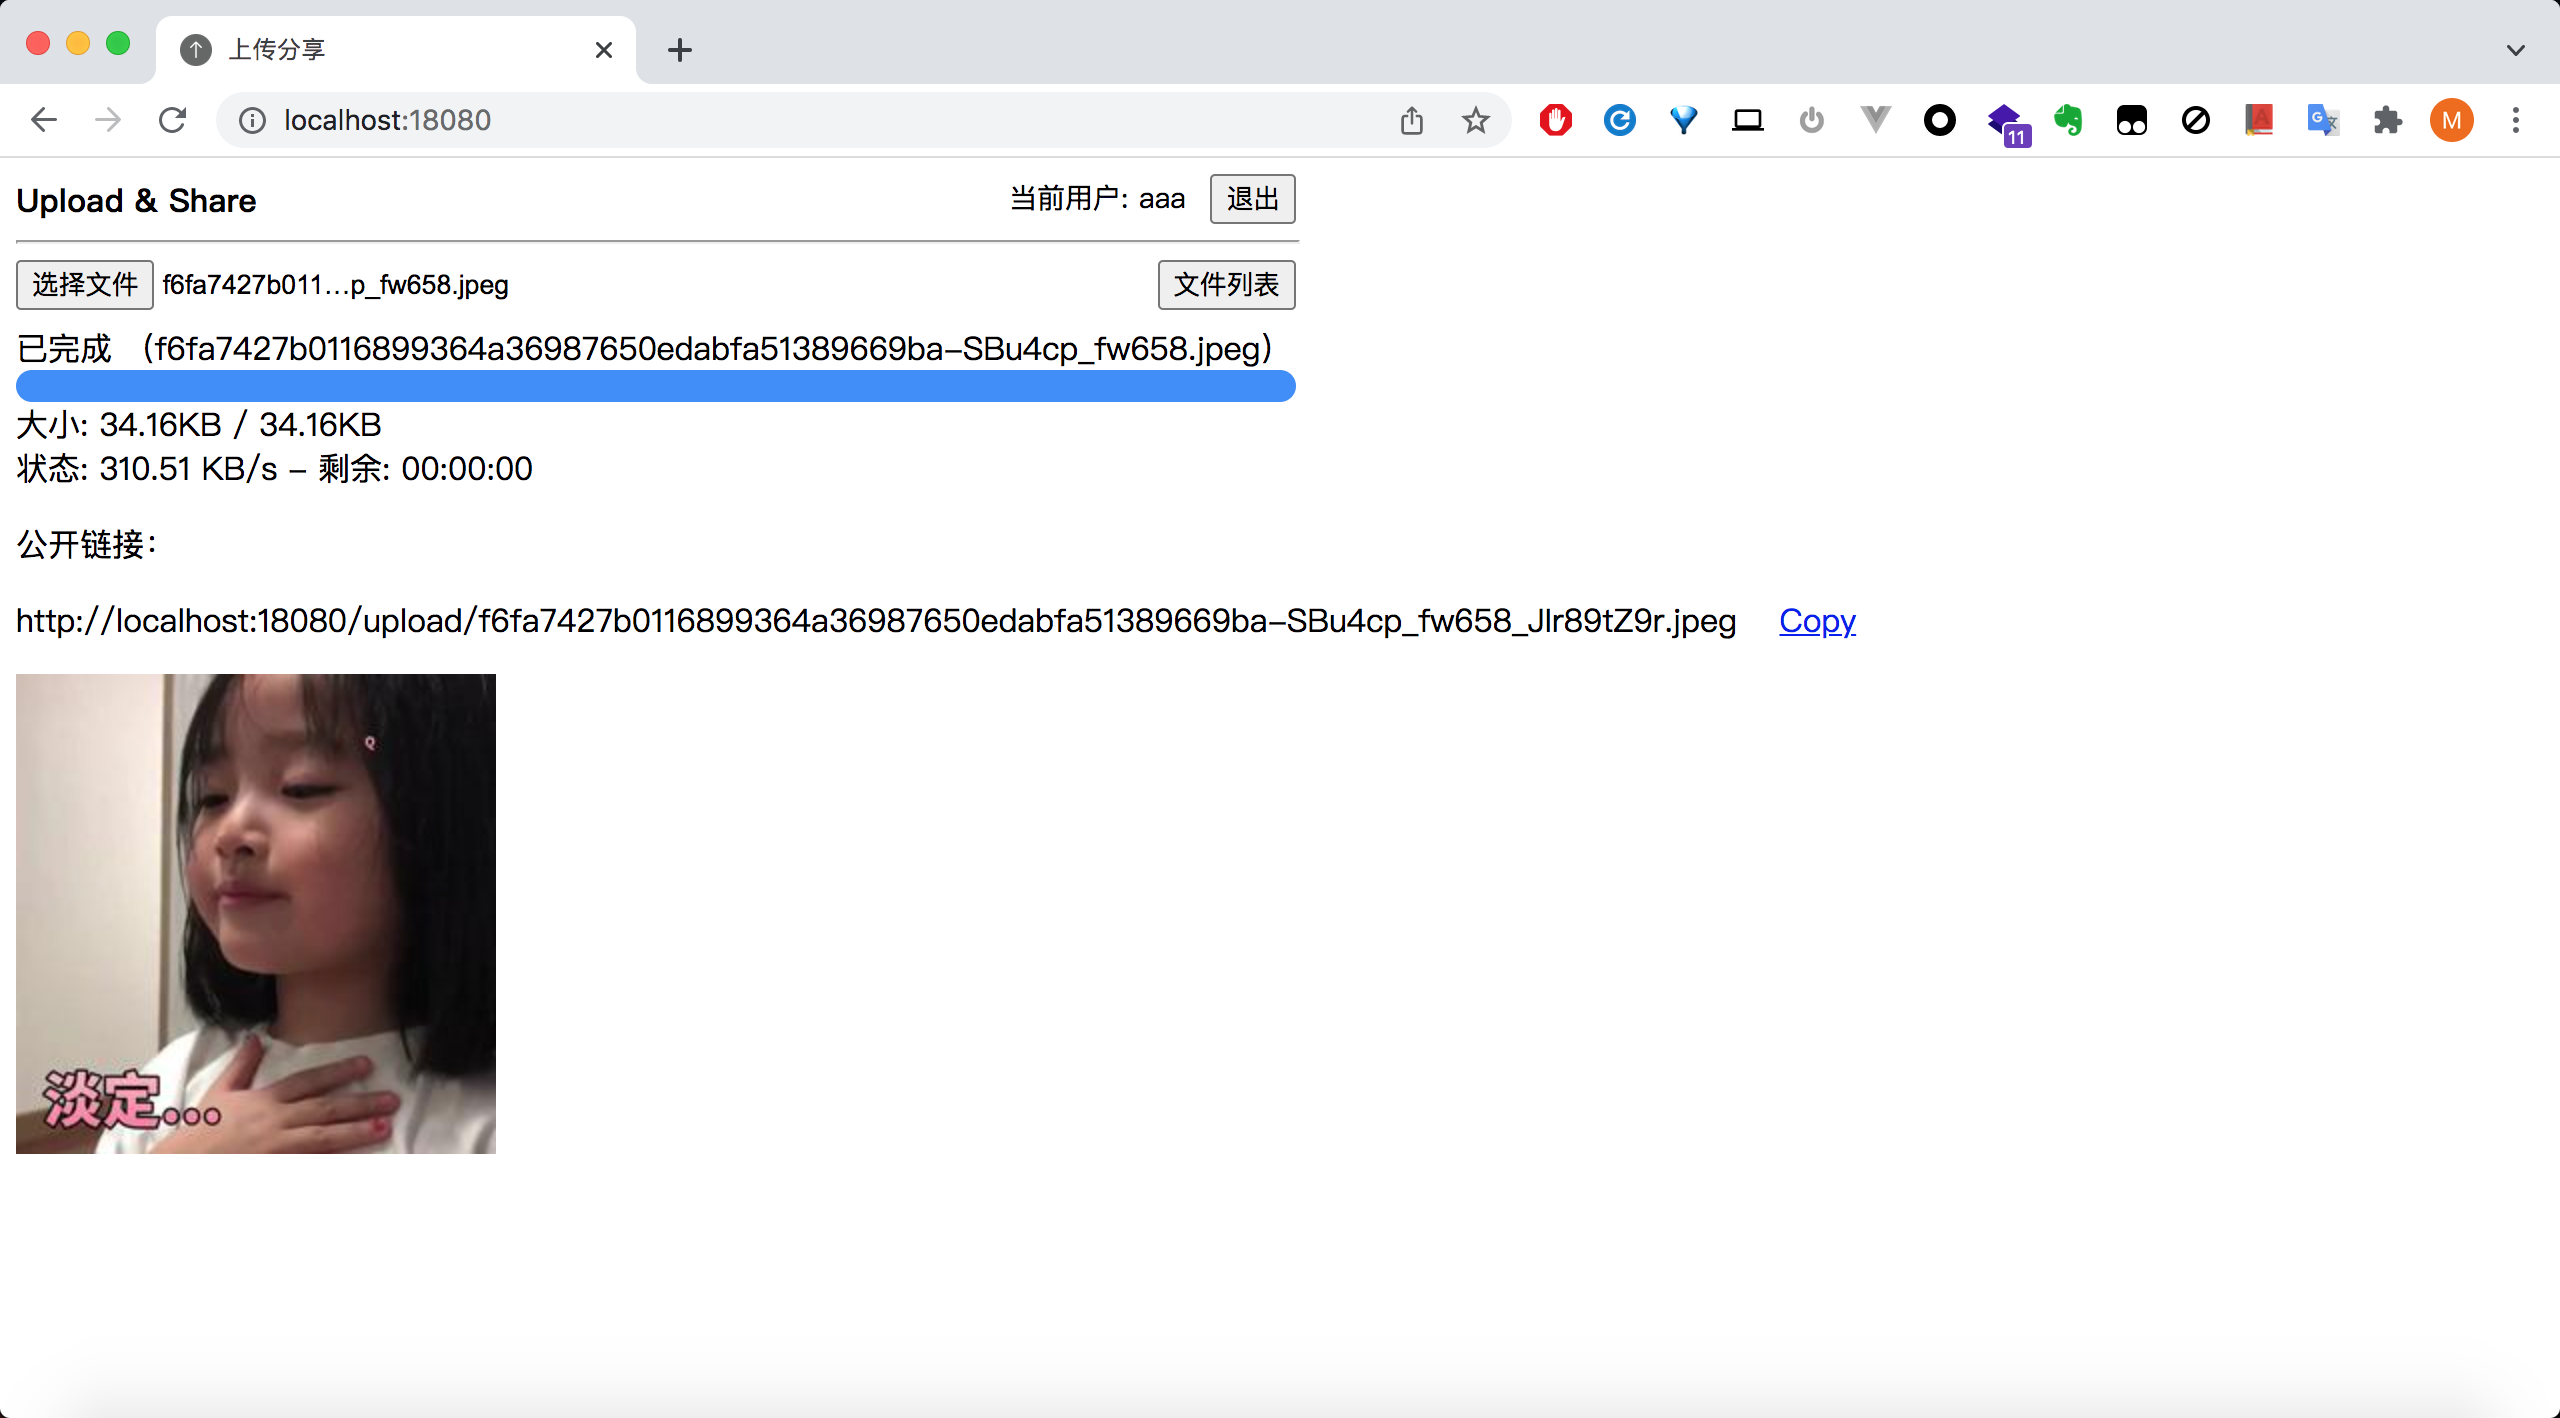 上传分享
localhost:18080
11
M
Upload & Share
当前用户: aaa
退出
选择文件 f6fa7427b011...p_fw658.jpeg
文件列表
已完成 （f6fa7427b0116899364a36987650edabfa51389669ba-SBu4cp_fw658.jpeg）
大小: 34.16KB / 34.16KB
状态: 310.51 KB/s - 剩余: 00:00:00
公开链接：
http://localhost:18080/upload/f6fa7427b0116899364a36987650edabfa51389669ba-SBu4cp_fw658_JIr89tZ9r.jpeg Copy
淡定...